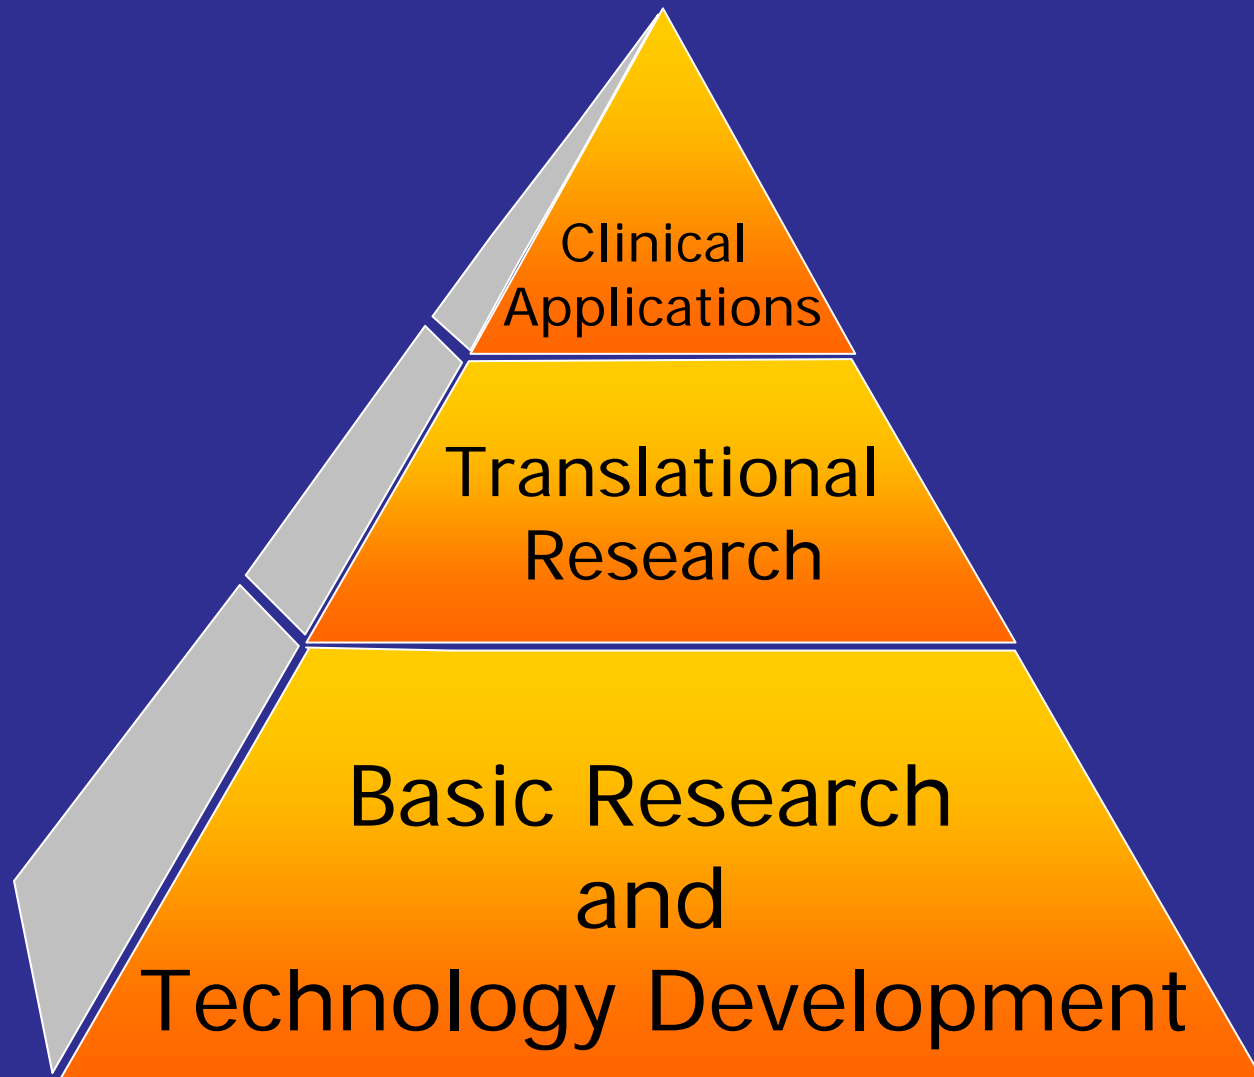 Clinical
Applications
Translational
Research
Basic Research
and
Technology Development